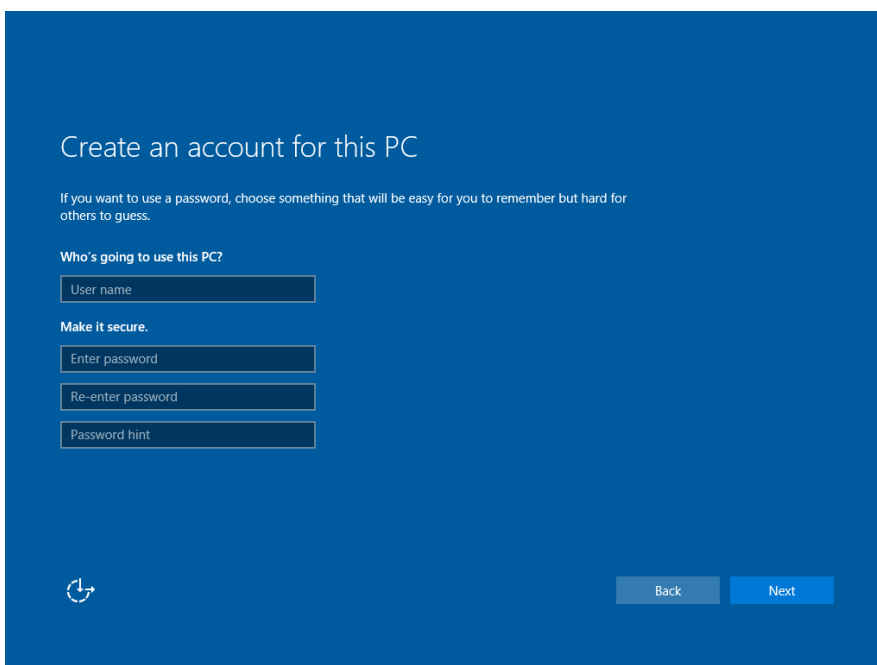 Create an account for this PC
If you want to use a password, choose something that will be easy for you to remember but hard for
others to guess.
Who's going to use this PC?
User name
Make it secure.
Enter password
Re-enter password
Password hint
Back
Next